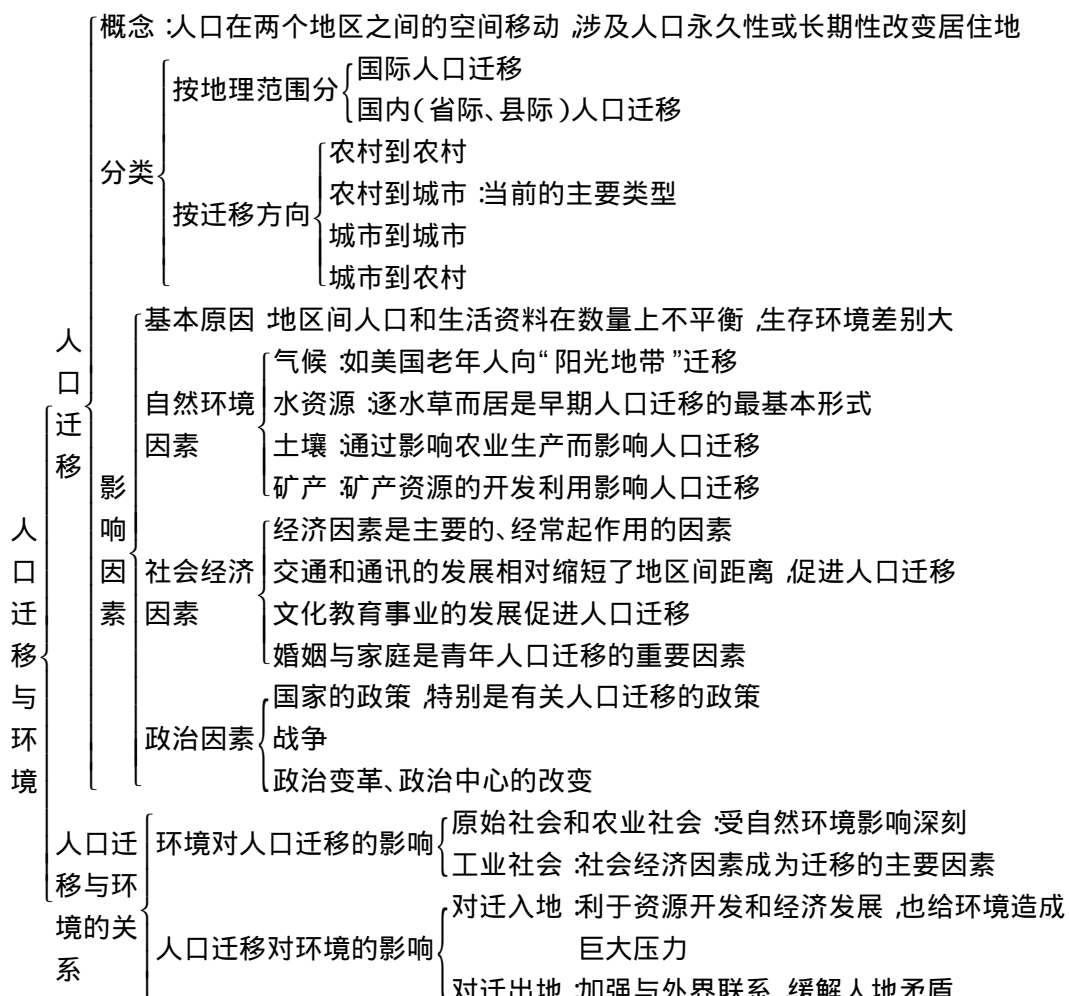 概念:人口在两个地区之间的空间移动,涉及人口永久性或长期性改变居住地
分类
按地理范围分
国际人口迁移
国内(省际、县际)人口迁移
按迁移方向
农村到农村
农村到城市:当前的主要类型
城市到城市
城市到农村
人口迁移
影响因素
基本原因:地区间人口和生活资料在数量上不平衡,生存环境差别大
自然环境
因素
气候:如美国老年人向“阳光地带”迁移
水资源:逐水草而居是早期人口迁移的最基本形式
土壤:通过影响农业生产而影响人口迁移
矿产:矿产资源的开发利用影响人口迁移
人口迁移与环境
社会经济
因素
经济因素是主要的、经常起作用的因素
交通和通讯的发展相对缩短了地区间距离,促进人口迁移
文化教育事业的发展促进人口迁移
婚姻与家庭是青年人口迁移的重要因素
政治因素
国家的政策,特别是有关人口迁移的政策
战争
政治变革、政治中心的改变
人口迁
移与环
境的关
系
环境对人口迁移的影响
原始社会和农业社会:受自然环境影响深刻
工业社会:社会经济因素成为迁移的主要因素
人口迁移对环境的影响
对迁入地:利于资源开发和经济发展,也给环境造成
巨大压力
对迁出地:加强与外界联系,缓解人地矛盾